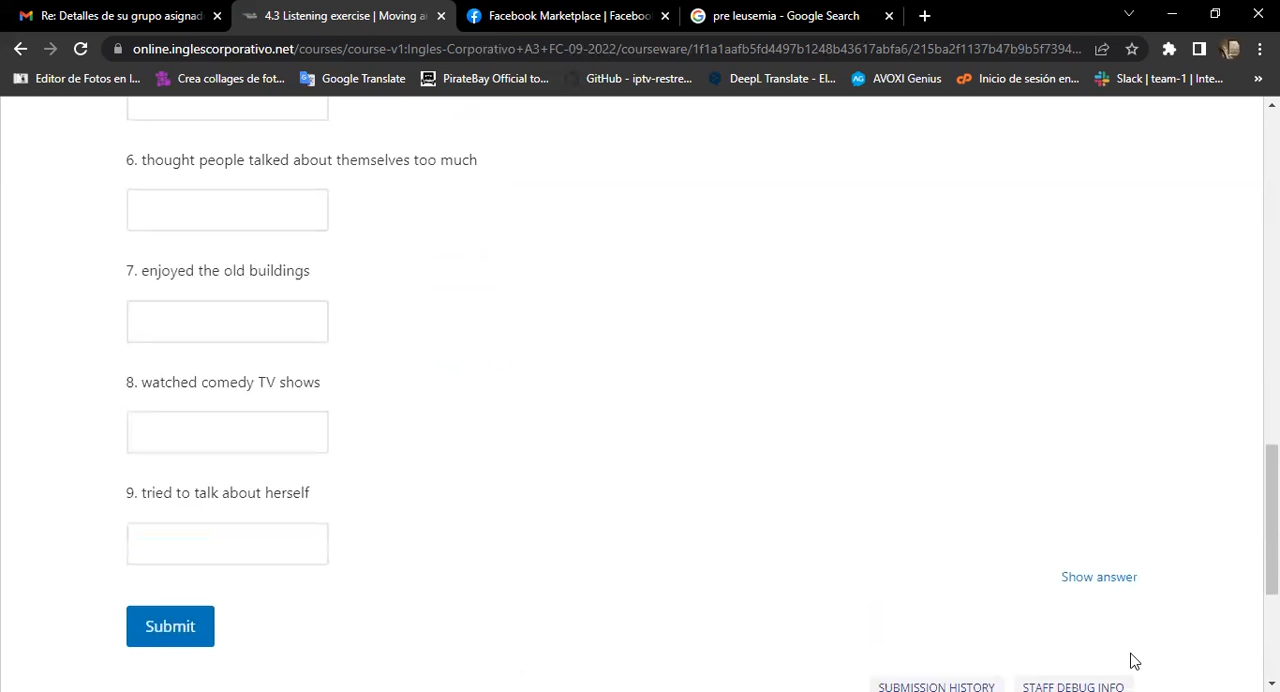 Re: Detalles de su grupo asignad
4.3 Listening exercise | Moving a
Facebook Marketplace | Faceboo
pre leusemia - Google Search
online.inglescorporativo.net/courses/course-v1:Ingles-Corporativo+A3+FC-09-2022/courseware/1f1a1aafb5fd4497b1248b43617abfa6/215ba2f1137b47b9b5f7394...
Editor de Fotos en l...
Crea collages de fot...
Google Translate
PirateBay Official to...
GitHub - iptv-restre...
DeepL Translate - El...
AVOXI Genius
Inicio de sesión en...
Slack | team-1 | Inte...
6. thought people talked about themselves too much
7. enjoyed the old buildings
8. watched comedy TV shows
9. tried to talk about herself
Show answer
Submit
SUBMISSION HISTORY
STAFF DEBUG INFO